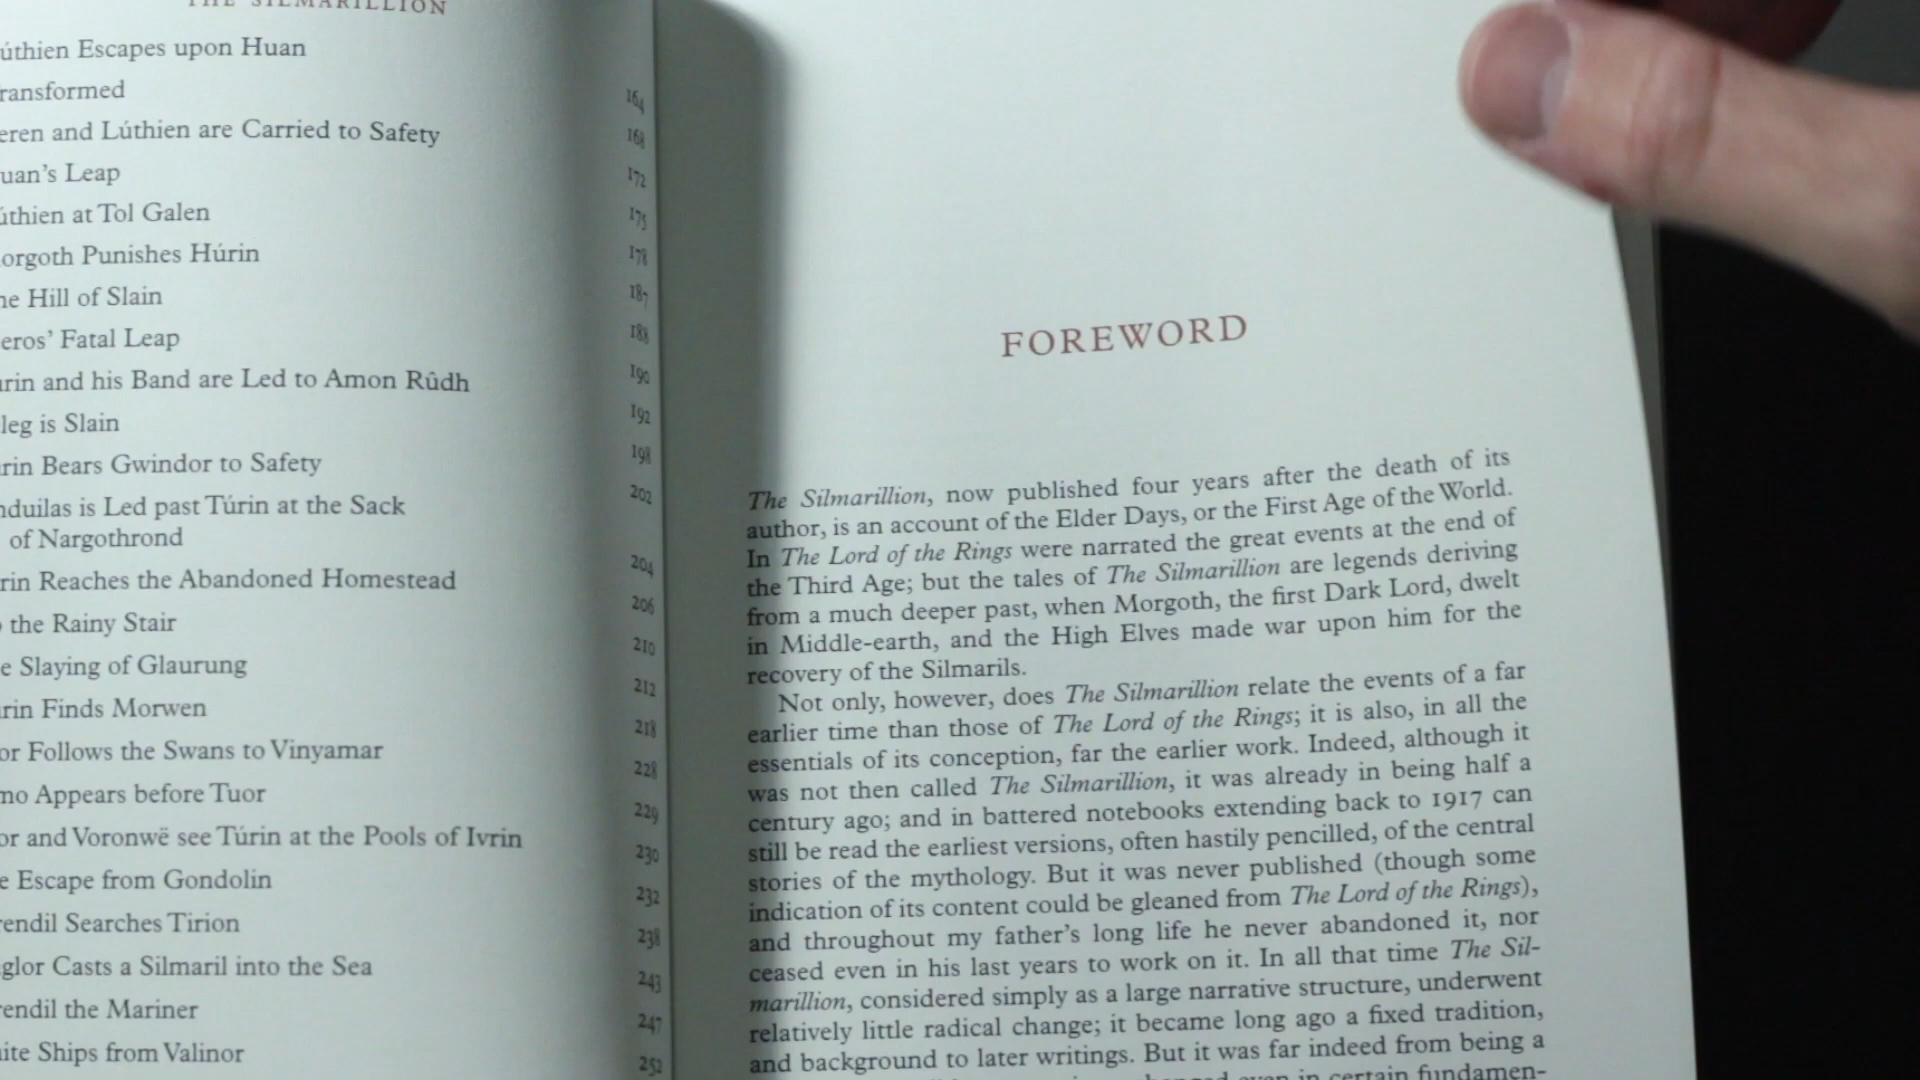 THE SILMARILLION
úthien Escapes upon Huan
ransformed 164
eren and Lúthien are Carried to Safety 168
uan's Leap 172
úthien at Tol Galen 175
orgoth Punishes Húrin 178
he Hill of Slain 187
eros' Fatal Leap 188
úrin and his Band are Led to Amon Rûdh 190
leg is Slain 192
rin Bears Gwindor to Safety 198
nduilas is Led past Túrin at the Sack 202
of Nargothrond
rin Reaches the Abandoned Homestead 204
the Rainy Stair 206
e Slaying of Glaurung 210
rin Finds Morwen 212
or Follows the Swans to Vinyamar 218
mo Appears before Tuor 228
or and Voronwë see Túrin at the Pools of Ivrin 229
e Escape from Gondolin 230
rendil Searches Tirion 232
glor Casts a Silmaril into the Sea 238
rendil the Mariner 243
ite Ships from Valinor 247
252
FOREWORD
The Silmarillion, now published four years after the death of its
author, is an account of the Elder Days, or the First Age of the World.
In The Lord of the Rings were narrated the great events at the end of
the Third Age; but the tales of The Silmarillion are legends deriving
from a much deeper past, when Morgoth, the first Dark Lord, dwelt
in Middle-earth, and the High Elves made war upon him for the
recovery of the Silmarils.
Not only, however, does The Silmarillion relate the events of a far
earlier time than those of The Lord of the Rings; it is also, in all the
essentials of its conception, far the earlier work. Indeed, although it
was not then called The Silmarillion, it was already in being half a
century ago; and in battered notebooks extending back to 1917 can
still be read the earliest versions, often hastily pencilled, of the central
stories of the mythology. But it was never published (though some
indication of its content could be gleaned from The Lord of the Rings),
and throughout my father's long life he never abandoned it, nor
ceased even in his last years to work on it. In all that time The Sil-
marillion, considered simply as a large narrative structure, underwent
relatively little radical change; it became long ago a fixed tradition,
and background to later writings. But it was far indeed from being a
even in certain fundamen-